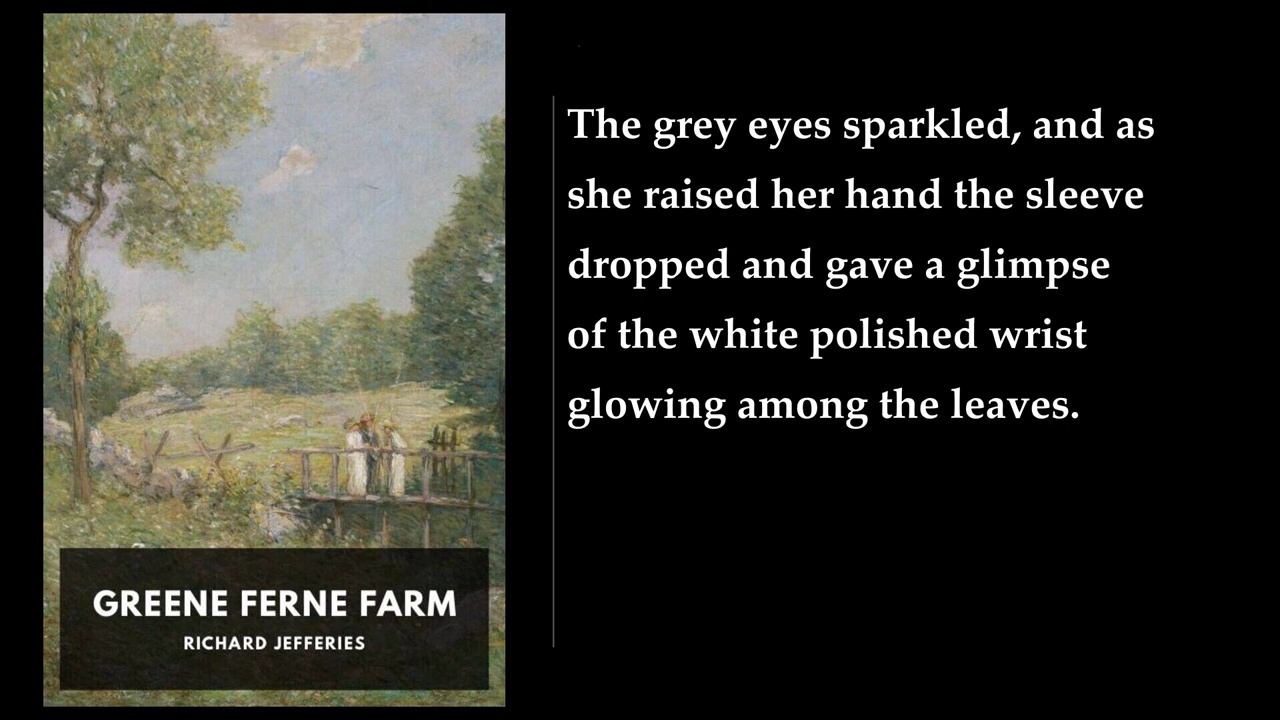 GREENE FERNE FARM
RICHARD JEFFERIES
The grey eyes sparkled, and as
she raised her hand the sleeve
dropped and gave a glimpse
of the white polished wrist
glowing among the leaves.